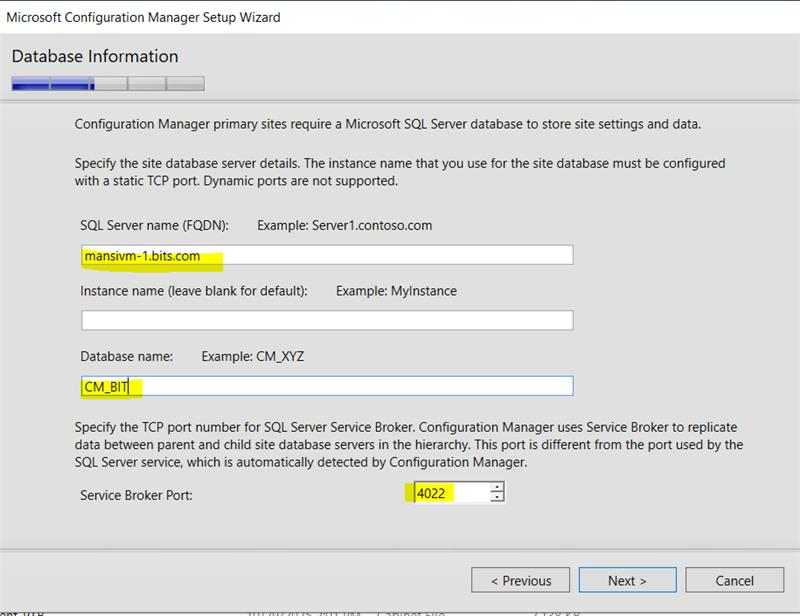 Microsoft Configuration Manager Setup Wizard
Database Information
Configuration Manager primary sites require a Microsoft SQL Server database to store site settings and data.
Specify the site database server details. The instance name that you use for the site database must be configured
with a static TCP port. Dynamic ports are not supported.
SQL Server name (FQDN): Example: Server1.contoso.com
mansivm-1.bits.com
Instance name (leave blank for default): Example: MyInstance
Database name: Example: CM_XYZ
CM_BIT
Specify the TCP port number for SQL Server Service Broker. Configuration Manager uses Service Broker to replicate
data between parent and child site database servers in the hierarchy. This port is different from the port used by the
SQL Server service, which is automatically detected by Configuration Manager.
Service Broker Port: 4022
< Previous Next > Cancel